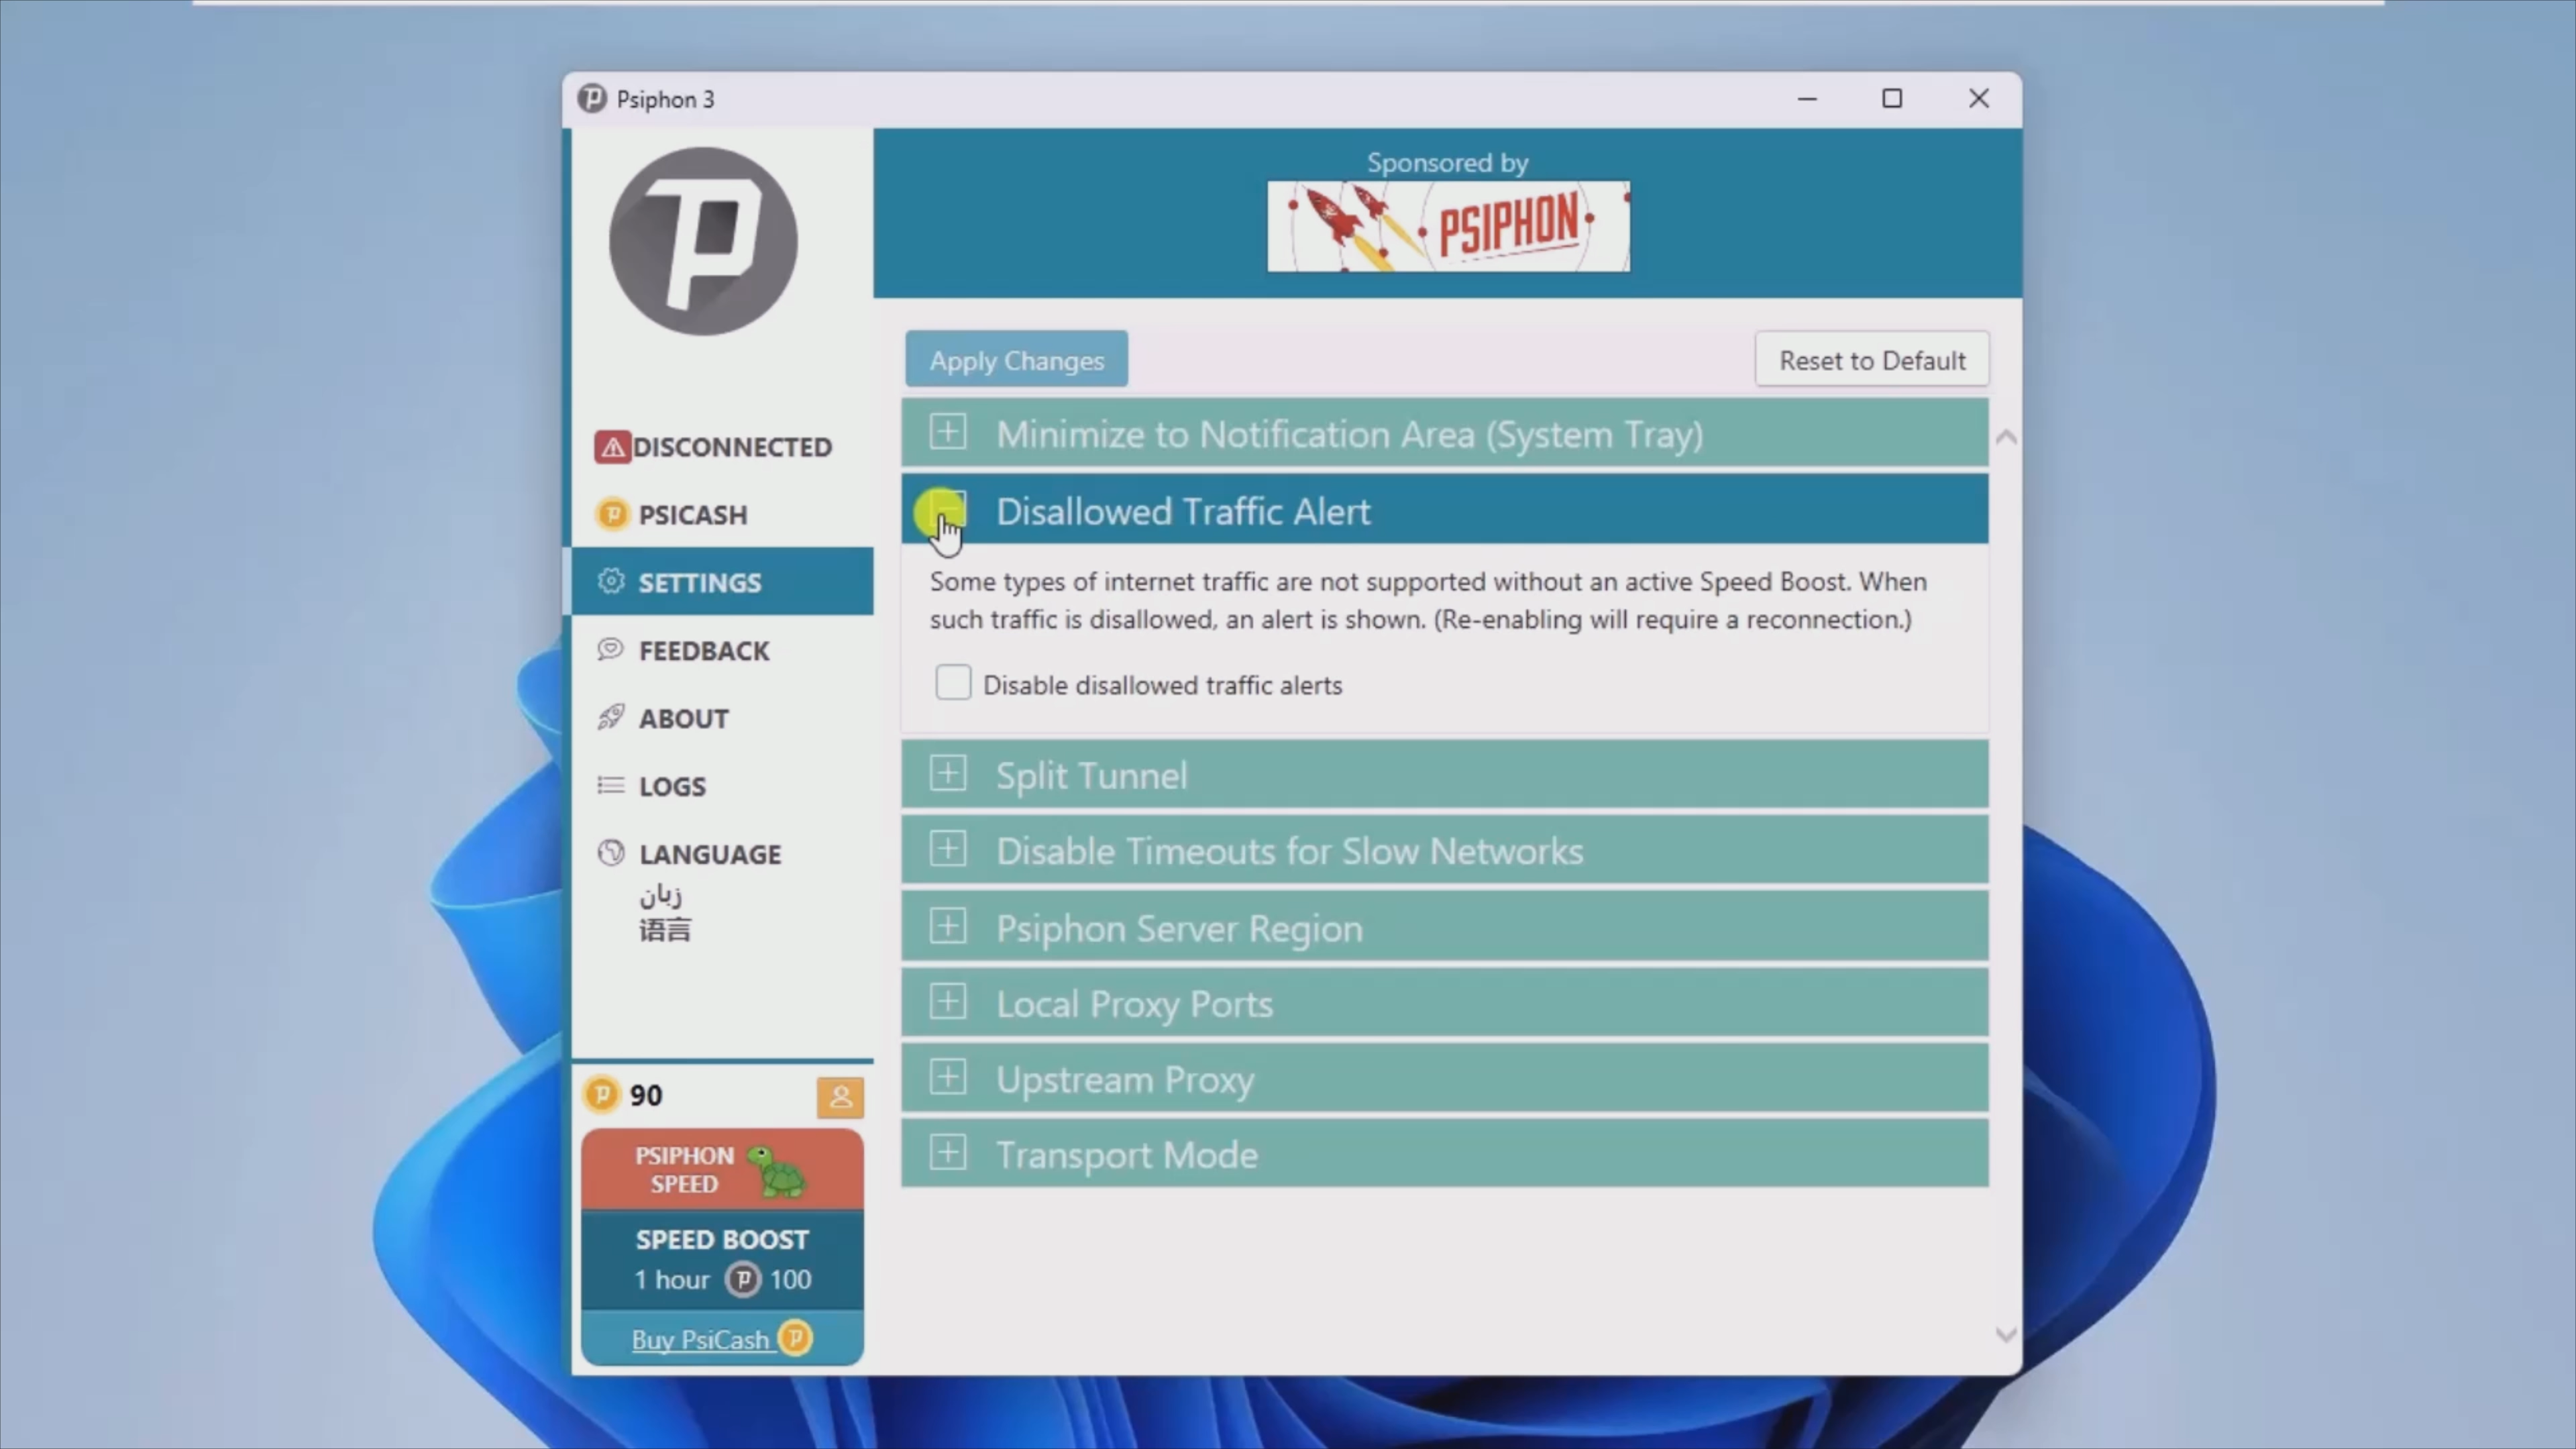 Psiphon 3
DISCONNECTED
PSICASH
SETTINGS
FEEDBACK
ABOUT
LOGS
LANGUAGE
زبان
语言
90
PSIPHON
SPEED
SPEED BOOST
1 hour 100
Buy PsiCash
Sponsored by
PSIPHON
Apply Changes
Reset to Default
Minimize to Notification Area (System Tray)
Disallowed Traffic Alert
Some types of internet traffic are not supported without an active Speed Boost. When
such traffic is disallowed, an alert is shown. (Re-enabling will require a reconnection.)
Disable disallowed traffic alerts
Split Tunnel
Disable Timeouts for Slow Networks
Psiphon Server Region
Local Proxy Ports
Upstream Proxy
Transport Mode